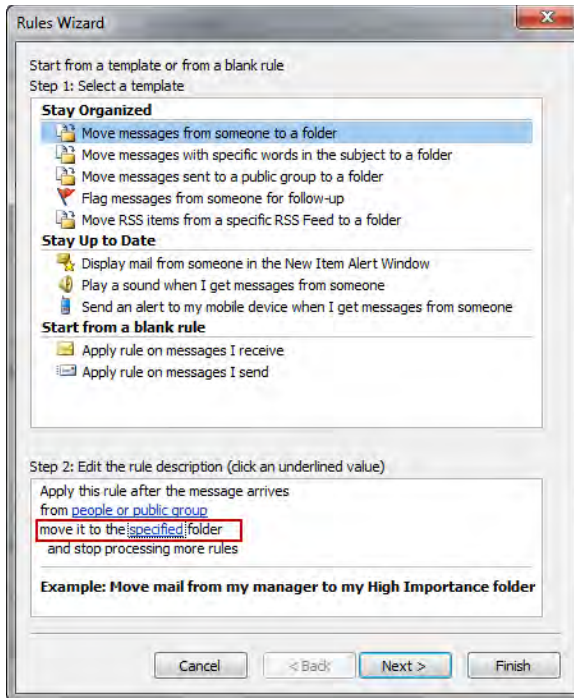 Rules Wizard
Start from a template or from a blank rule
Step 1: Select a template
Stay Organized
Move messages from someone to a folder
Move messages with specific words in the subject to a folder
Move messages sent to a public group to a folder
Flag messages from someone for follow-up
Move RSS items from a specific RSS Feed to a folder
Stay Up to Date
Display mail from someone in the New Item Alert Window
Play a sound when I get messages from someone
Send an alert to my mobile device when I get messages from someone
Start from a blank rule
Apply rule on messages I receive
Apply rule on messages I send
Step 2: Edit the rule description (click an underlined value)
Apply this rule after the message arrives
from people or public group
move it to the specified folder
and stop processing more rules
Example: Move mail from my manager to my High Importance folder
Cancel < Back Next > Finish